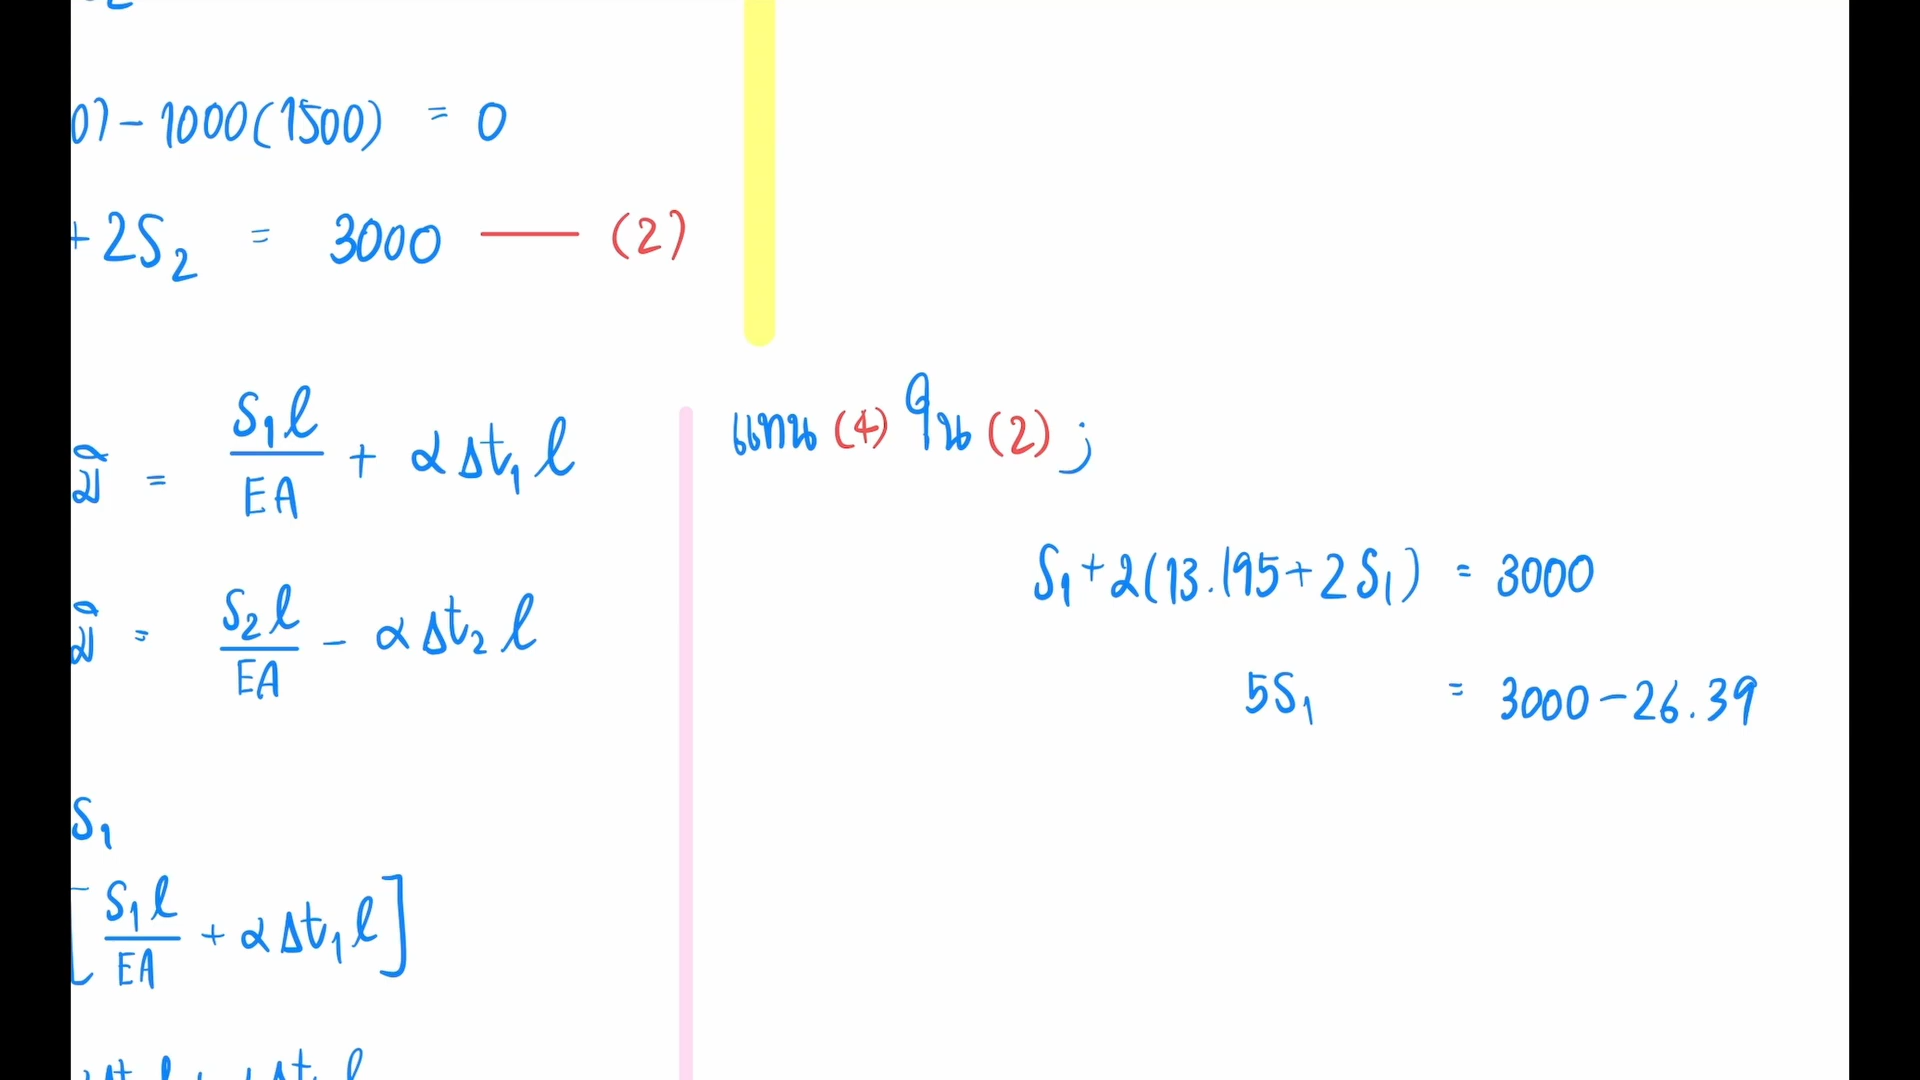 0) - 1000(1500) = 0
+ 2S₂ = 3000 —— (2)
= S₁l/EA + αΔt₁l
= S₂l/EA - αΔt₂l
S₁
[S₁l/EA + αΔt₁l]
แทน (4) ใน (2) ;
S₁ + 2(13.195 + 2S₁) = 3000
5S₁ = 3000 - 26.39